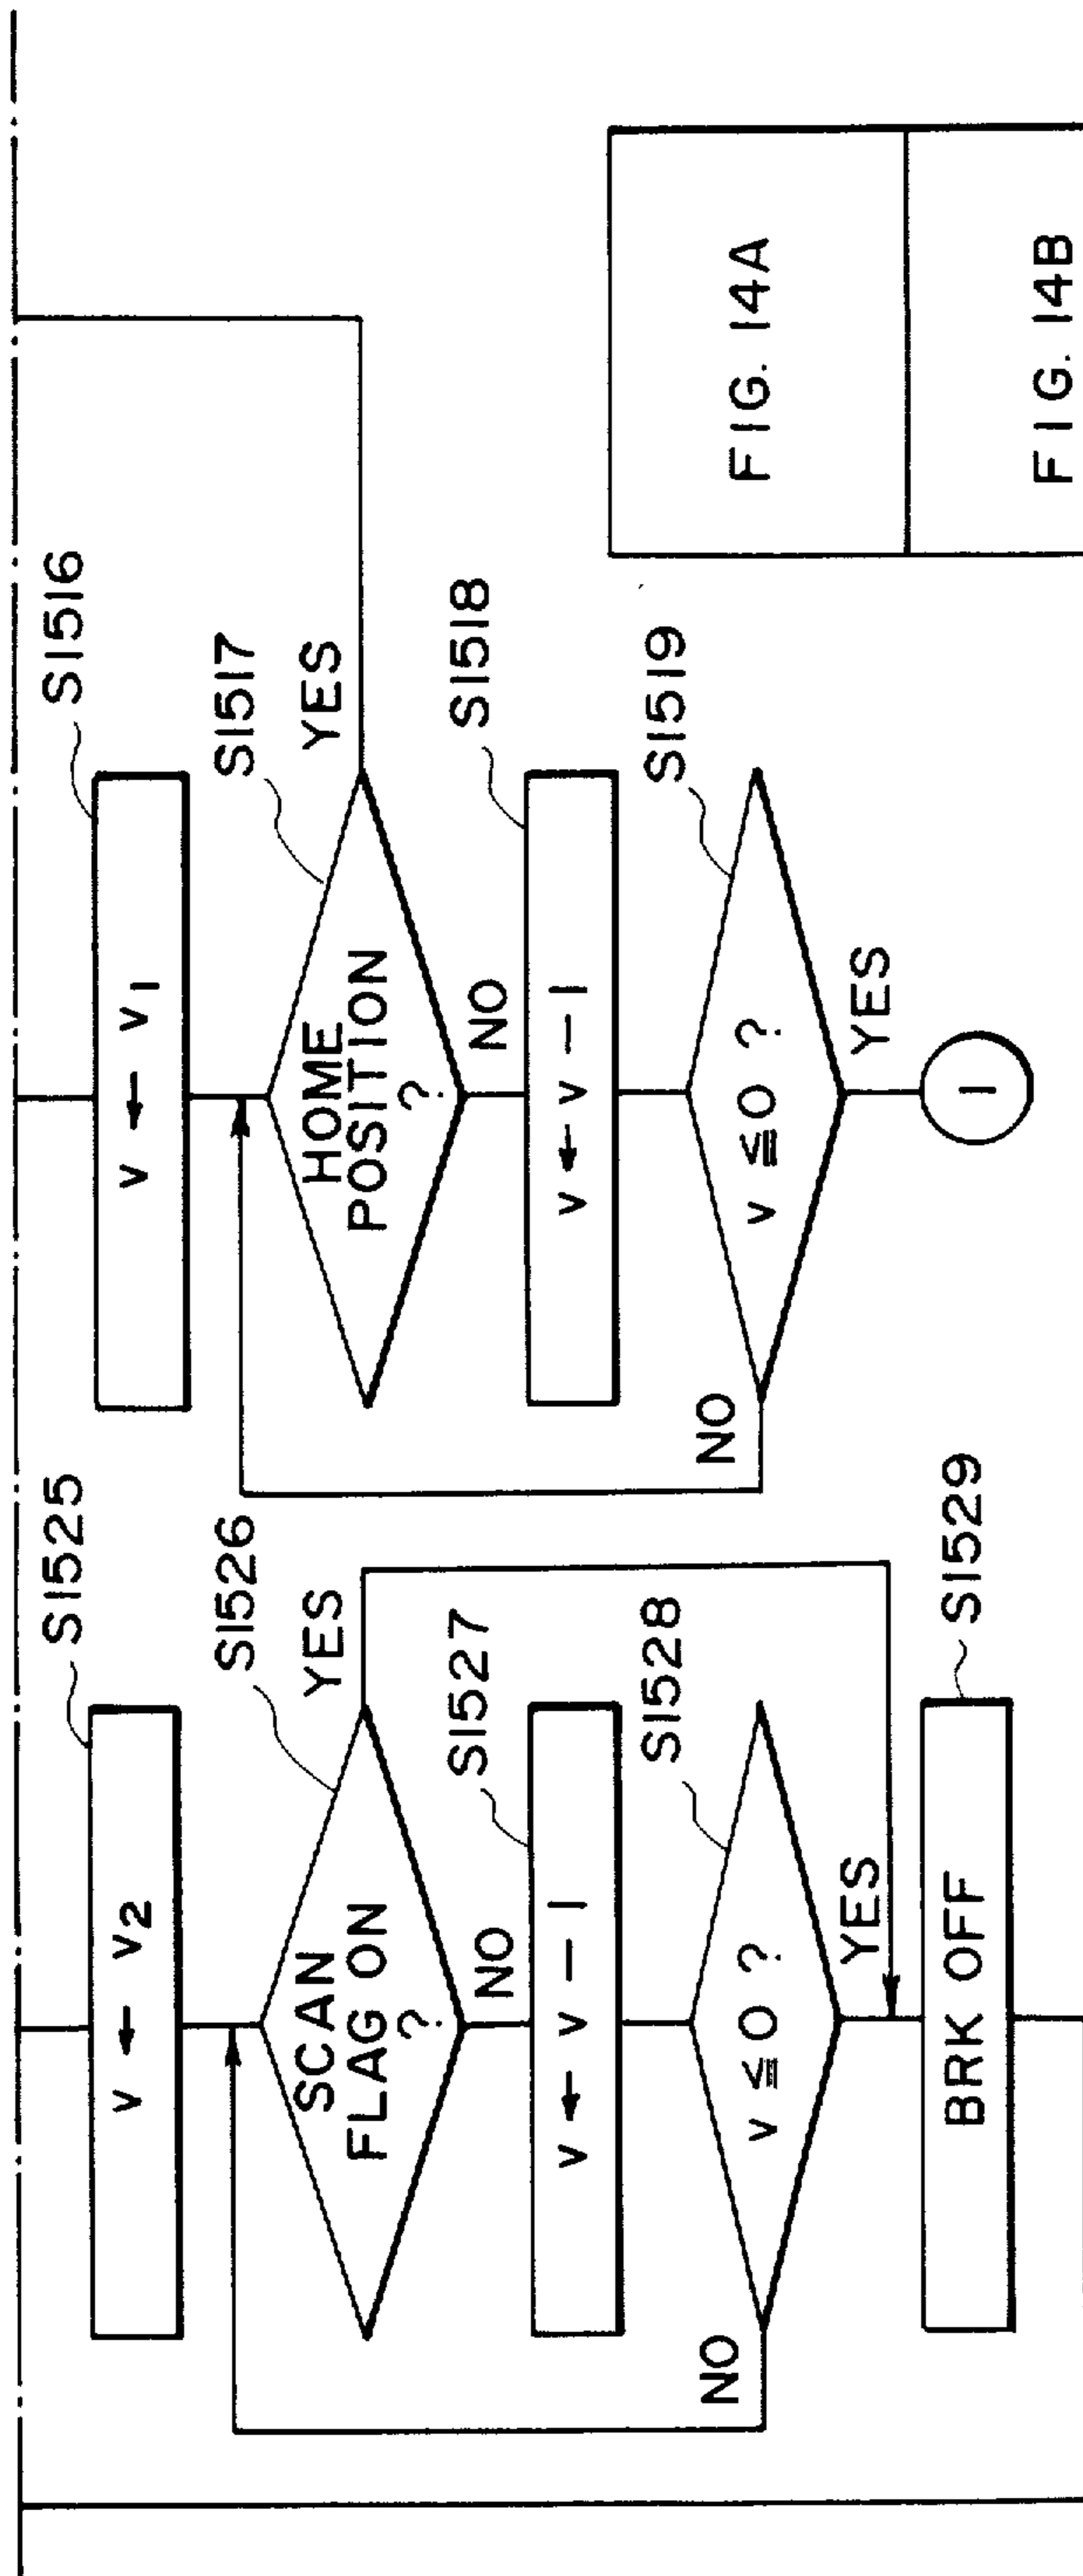 S1525
v ← v2
S1526
SCAN
FLAG ON
?
YES
NO
S1527
v ← v − 1
S1528
v ≦ 0 ?
NO
YES
S1529
BRK OFF
S1516
v ← v1
S1517
HOME
POSITION
?
YES
NO
S1518
v ← v − 1
S1519
v ≦ 0 ?
NO
YES
1
FIG. 14A
FIG. 14B